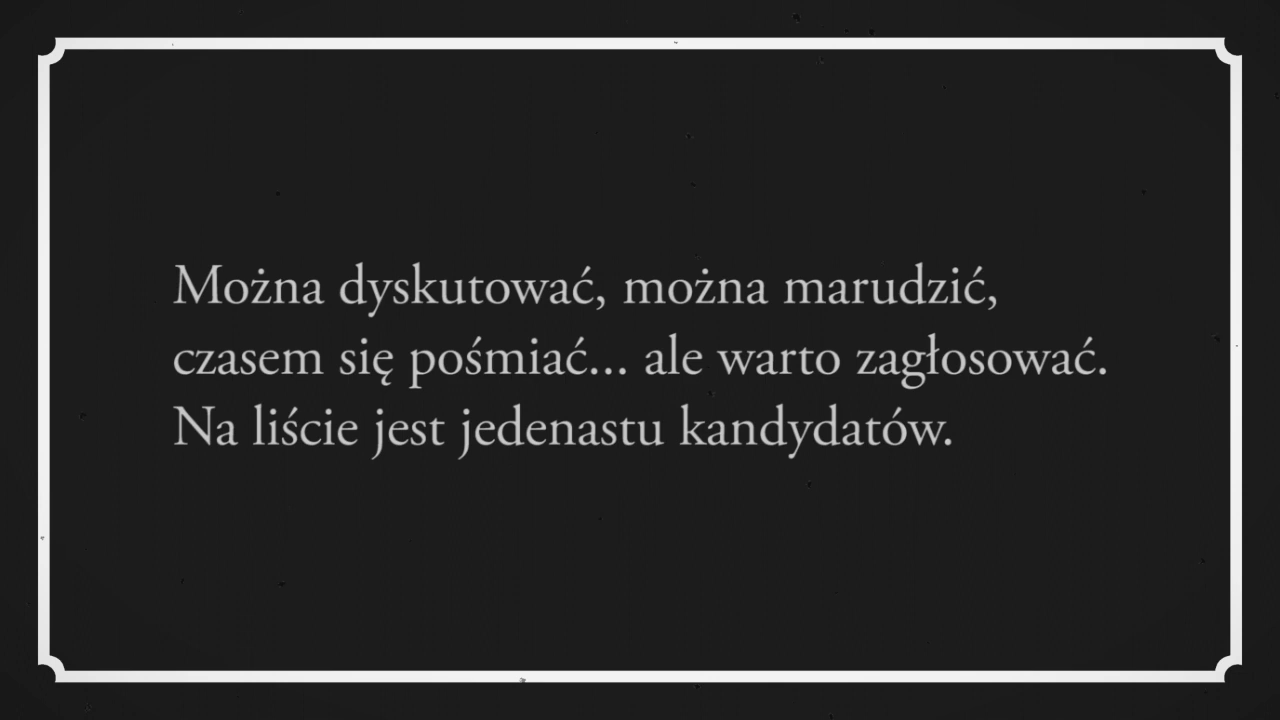 Można dyskutować, można marudzić,
czasem się pośmiać... ale warto zagłosować.
Na liście jest jedenastu kandydatów.